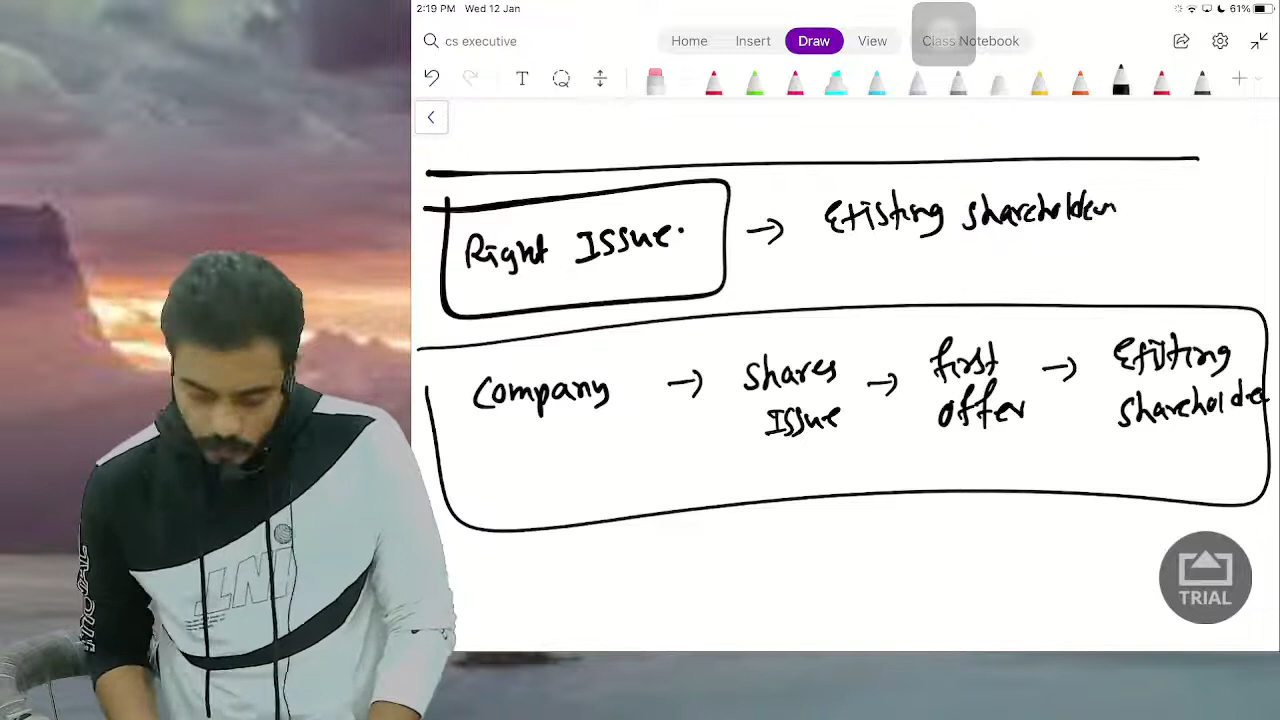 2:19 PM Wed 12 Jan
61%
cs executive
Home Insert Draw View Class Notebook
T
Right Issue. → Existing shareholders
Company → shares Issue → first offer → Existing shareholder
TRIAL